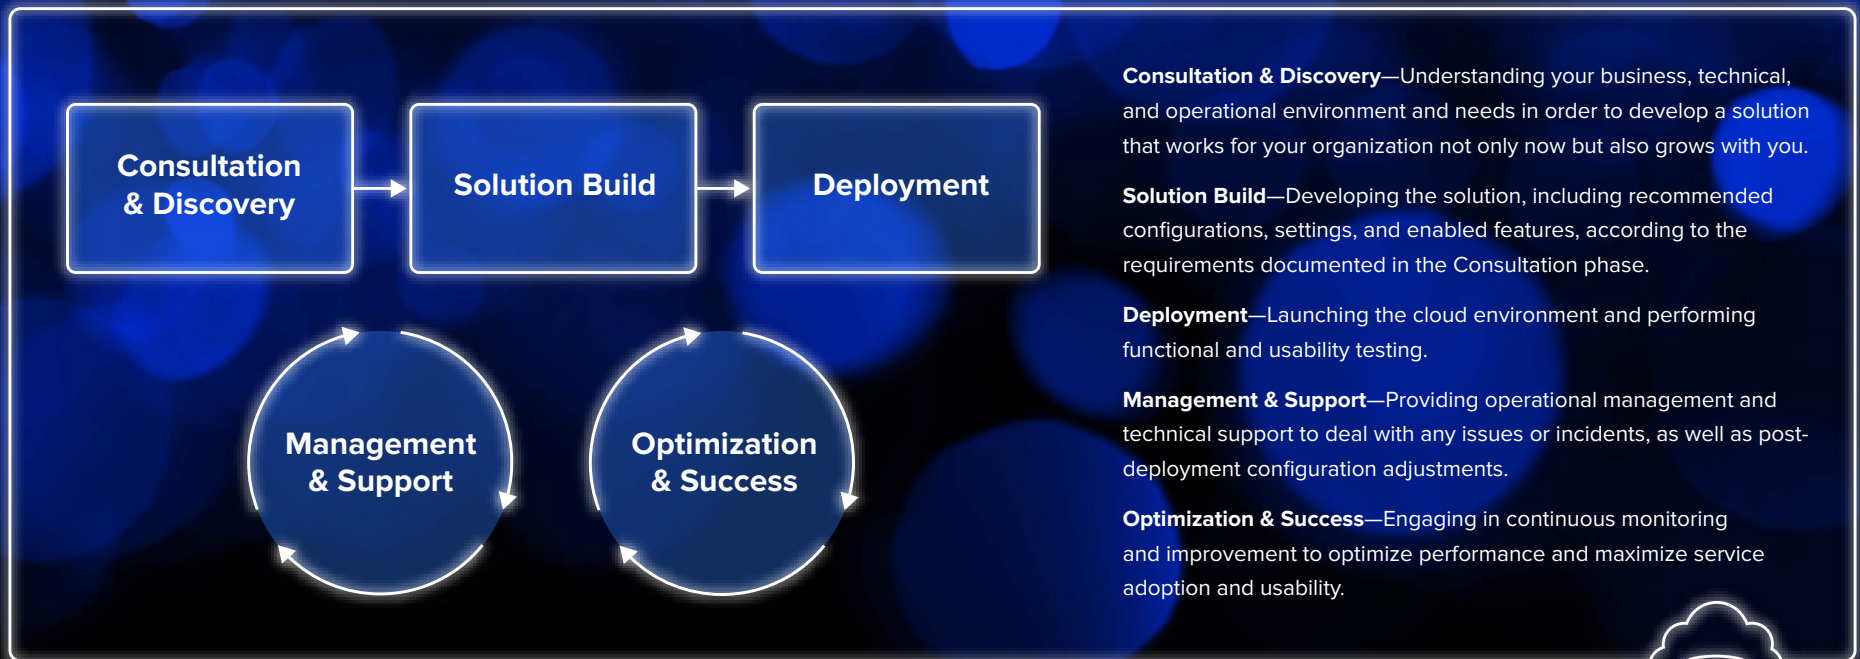 Consultation
& Discovery
Solution Build
Deployment
Management
& Support
Optimization
& Success
Consultation & Discovery—Understanding your business, technical,
and operational environment and needs in order to develop a solution
that works for your organization not only now but also grows with you.
Solution Build—Developing the solution, including recommended
configurations, settings, and enabled features, according to the
requirements documented in the Consultation phase.
Deployment—Launching the cloud environment and performing
functional and usability testing.
Management & Support—Providing operational management and
technical support to deal with any issues or incidents, as well as post-
deployment configuration adjustments.
Optimization & Success—Engaging in continuous monitoring
and improvement to optimize performance and maximize service
adoption and usability.